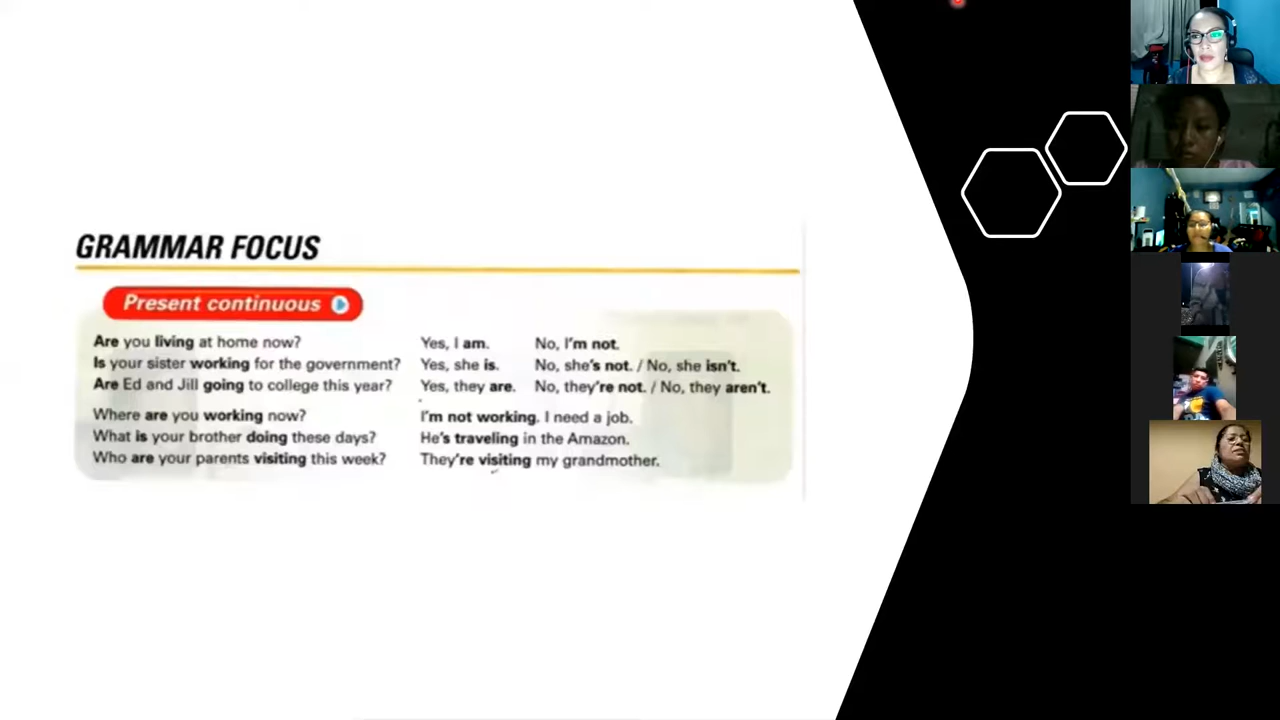 GRAMMAR FOCUS
Present continuous
Are you living at home now? Yes, I am. No, I'm not.
Is your sister working for the government? Yes, she is. No, she's not. / No, she isn't.
Are Ed and Jill going to college this year? Yes, they are. No, they're not. / No, they aren't.
Where are you working now? I'm not working. I need a job.
What is your brother doing these days? He's traveling in the Amazon.
Who are your parents visiting this week? They're visiting my grandmother.